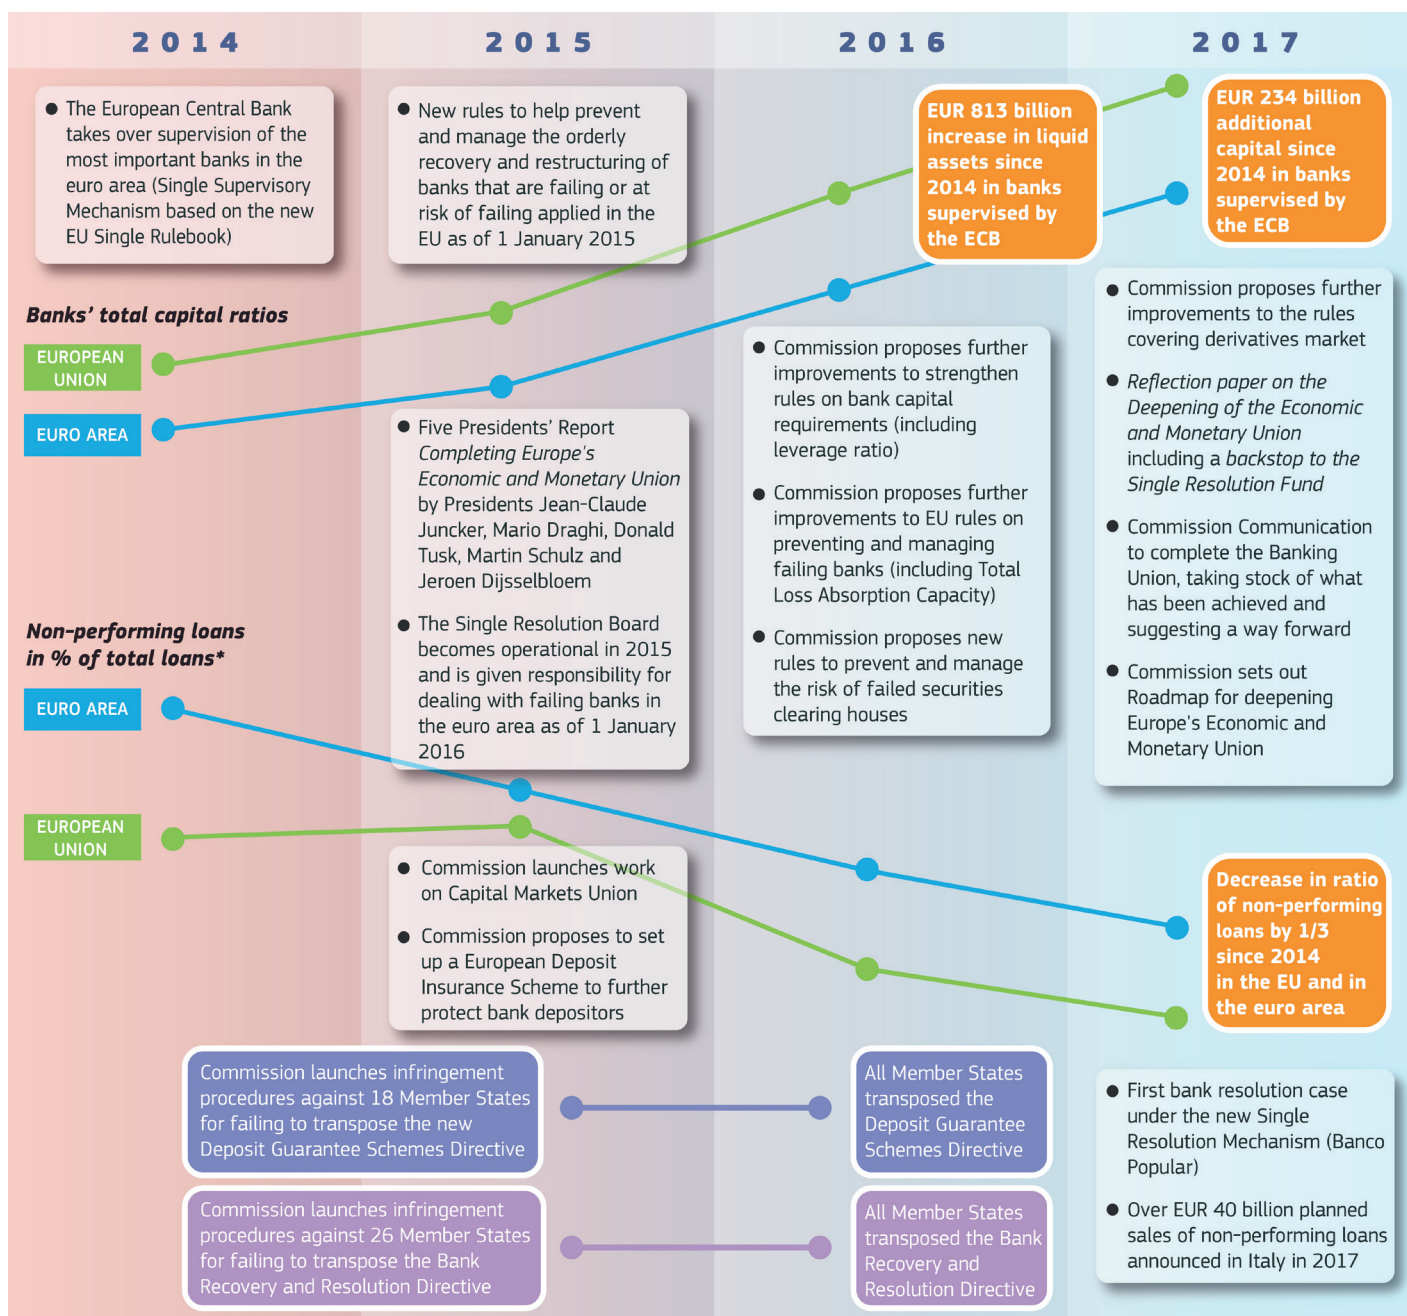 2014
2015
2016
2017
● The European Central Bank
takes over supervision of the
most important banks in the
euro area (Single Supervisory
Mechanism based on the new
EU Single Rulebook)
● New rules to help prevent
and manage the orderly
recovery and restructuring of
banks that are failing or at
risk of failing applied in the
EU as of 1 January 2015
EUR 813 billion
increase in liquid
assets since
2014 in banks
supervised by
the ECB
EUR 234 billion
additional
capital since
2014 in banks
supervised by
the ECB
Banks' total capital ratios
EUROPEAN
UNION
EURO AREA
● Five Presidents' Report
Completing Europe's
Economic and Monetary Union
by Presidents Jean-Claude
Juncker, Mario Draghi, Donald
Tusk, Martin Schulz and
Jeroen Dijsselbloem
● The Single Resolution Board
becomes operational in 2015
and is given responsibility for
dealing with failing banks in
the euro area as of 1 January
2016
● Commission proposes further
improvements to strengthen
rules on bank capital
requirements (including
leverage ratio)
● Commission proposes further
improvements to EU rules on
preventing and managing
failing banks (including Total
Loss Absorption Capacity)
● Commission proposes new
rules to prevent and manage
the risk of failed securities
clearing houses
● Commission proposes further
improvements to the rules
covering derivatives market
● Reflection paper on the
Deepening of the Economic
and Monetary Union
including a backstop to the
Single Resolution Fund
● Commission Communication
to complete the Banking
Union, taking stock of what
has been achieved and
suggesting a way forward
● Commission sets out
Roadmap for deepening
Europe's Economic and
Monetary Union
Non-performing loans
in % of total loans*
EURO AREA
EUROPEAN
UNION
● Commission launches work
on Capital Markets Union
● Commission proposes to set
up a European Deposit
Insurance Scheme to further
protect bank depositors
Decrease in ratio
of non-performing
loans by 1/3
since 2014
in the EU and in
the euro area
Commission launches infringement
procedures against 18 Member States
for failing to transpose the new
Deposit Guarantee Schemes Directive
All Member States
transposed the
Deposit Guarantee
Schemes Directive
Commission launches infringement
procedures against 26 Member States
for failing to transpose the Bank
Recovery and Resolution Directive
All Member States
transposed the Bank
Recovery and
Resolution Directive
● First bank resolution case
under the new Single
Resolution Mechanism (Banco
Popular)
● Over EUR 40 billion planned
sales of non-performing loans
announced in Italy in 2017